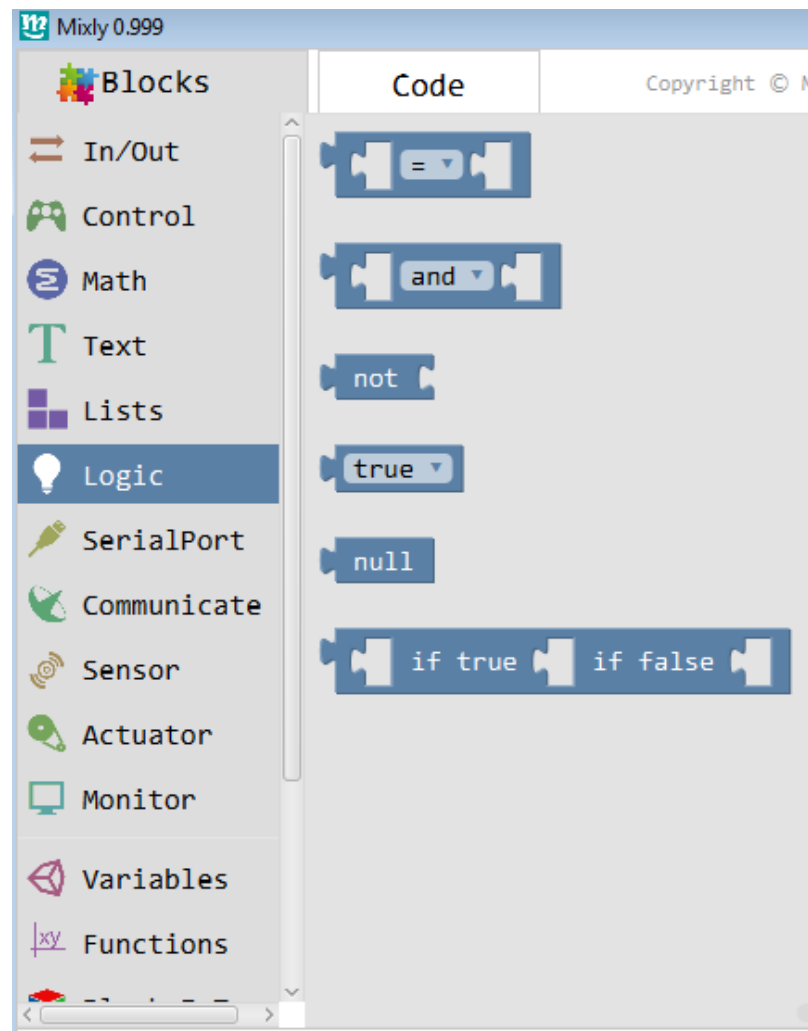 Mixly 0.999
Blocks
Code
Copyright ©
In/Out
Control
Math
Text
Lists
Logic
SerialPort
Communicate
Sensor
Actuator
Monitor
Variables
Functions
=
and
not
true
null
if true if false